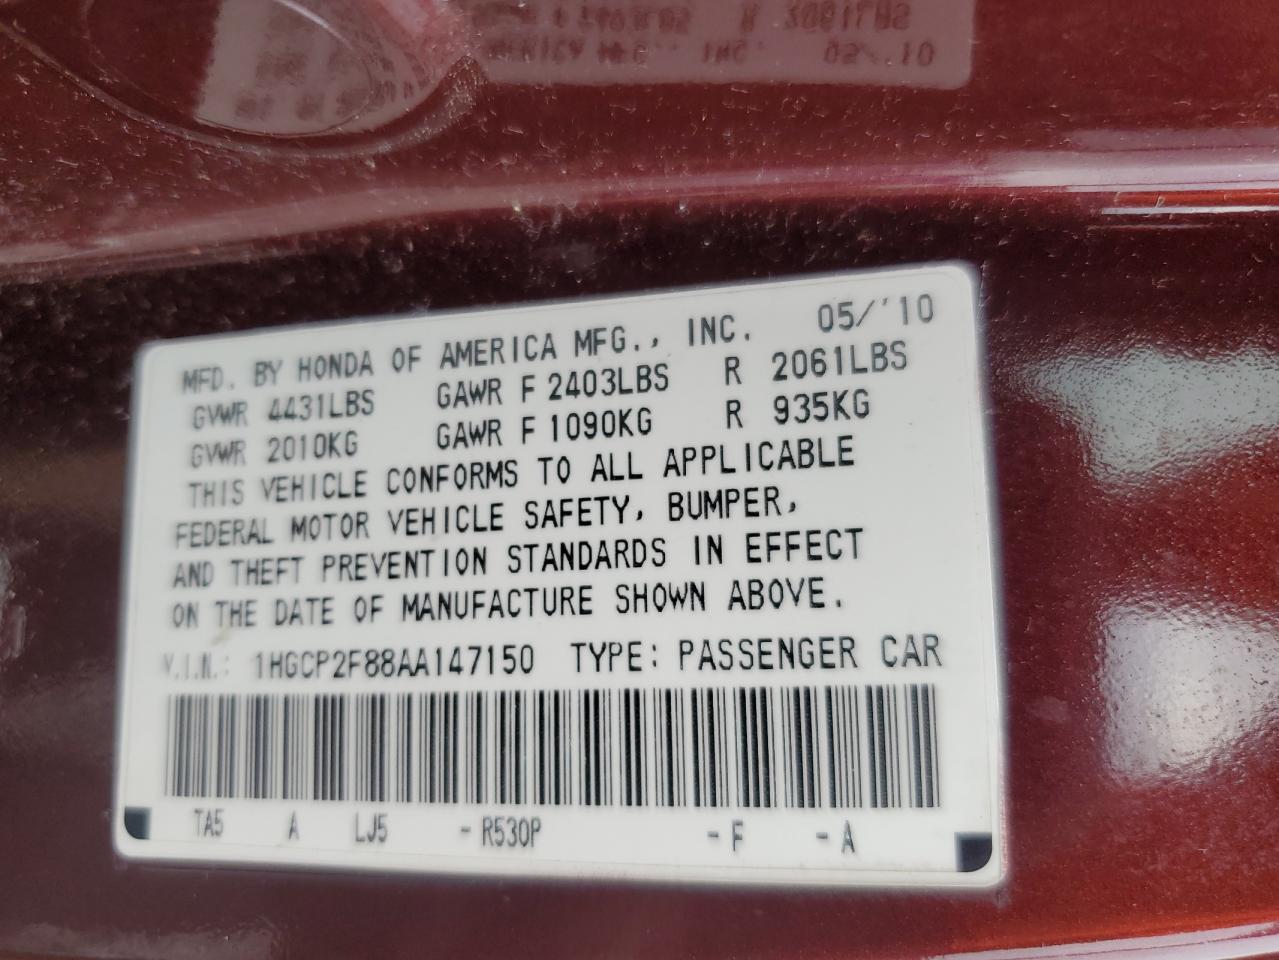 MFD. BY HONDA OF AMERICA MFG., INC. 05/'10
GVWR 4431LBS GAWR F 2403LBS R 2061LBS
GVWR 2010KG GAWR F 1090KG R 935KG
THIS VEHICLE CONFORMS TO ALL APPLICABLE
FEDERAL MOTOR VEHICLE SAFETY, BUMPER,
AND THEFT PREVENTION STANDARDS IN EFFECT
ON THE DATE OF MANUFACTURE SHOWN ABOVE.
V.I.N.: 1HGCP2F88AA147150 TYPE: PASSENGER CAR
TA5 A LJ5 - R530P - F - A